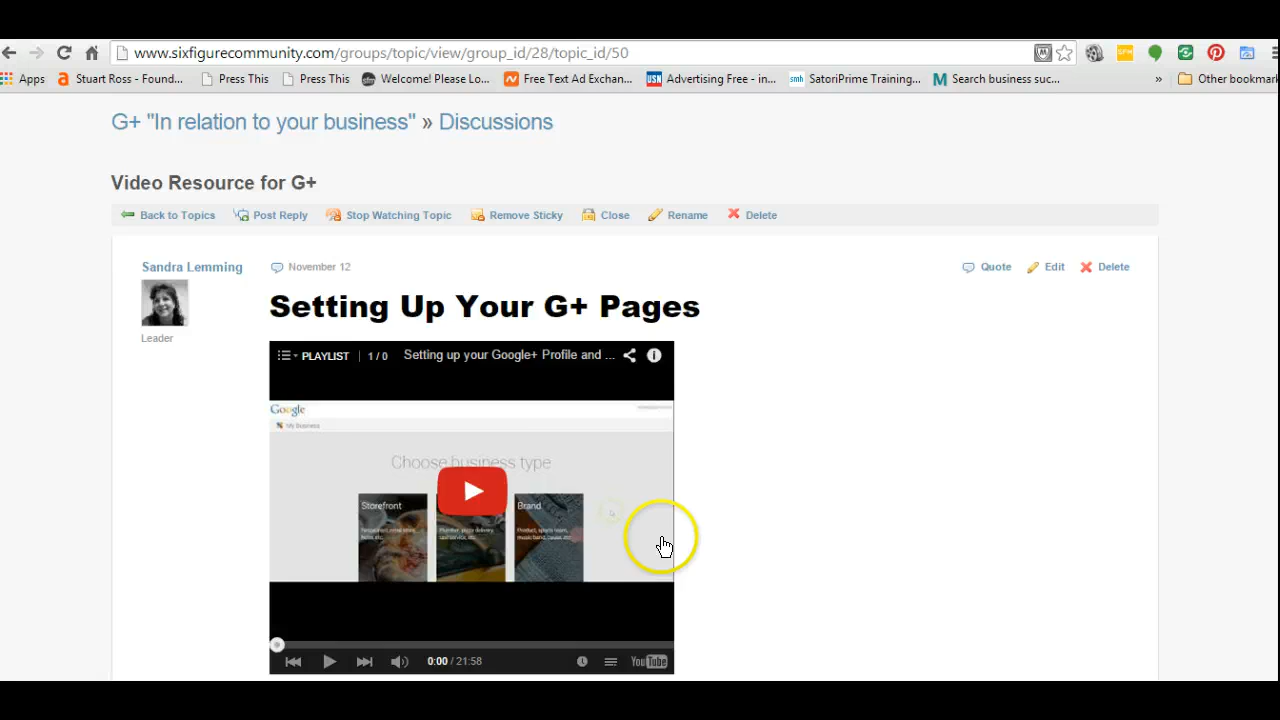 www.sixfigurecommunity.com/groups/topic/view/group_id/28/topic_id/50
Apps Stuart Ross - Found... Press This Press This Welcome! Please Lo... Free Text Ad Exchan... Advertising Free - in... SatoriPrime Training... Search business suc... » Other bookmark
G+ "In relation to your business" » Discussions
Video Resource for G+
Back to Topics Post Reply Stop Watching Topic Remove Sticky Close Rename Delete
Sandra Lemming November 12 Quote Edit Delete
Leader
Setting Up Your G+ Pages
PLAYLIST 1 / 0 Setting up your Google+ Profile and ...
Google
My Business
Choose business type
Storefront Brand
0:00 / 21:58 YouTube